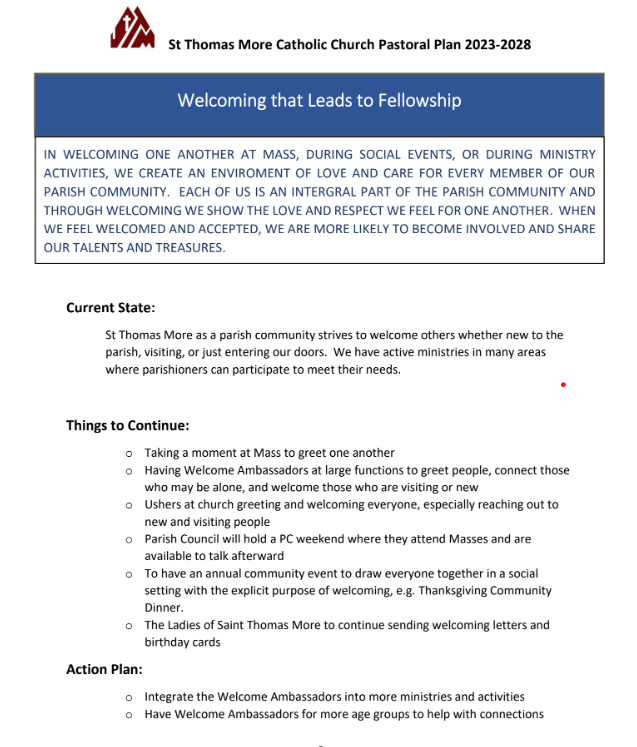 St Thomas More Catholic Church Pastoral Plan 2023-2028
Welcoming that Leads to Fellowship
IN WELCOMING ONE ANOTHER AT MASS, DURING SOCIAL EVENTS, OR DURING MINISTRY
ACTIVITIES, WE CREATE AN ENVIROMENT OF LOVE AND CARE FOR EVERY MEMBER OF OUR
PARISH COMMUNITY.  EACH OF US IS AN INTERGRAL PART OF THE PARISH COMMUNITY AND
THROUGH WELCOMING WE SHOW THE LOVE AND RESPECT WE FEEL FOR ONE ANOTHER.  WHEN
WE FEEL WELCOMED AND ACCEPTED, WE ARE MORE LIKELY TO BECOME INVOLVED AND SHARE
OUR TALENTS AND TREASURES.
Current State:
St Thomas More as a parish community strives to welcome others whether new to the
parish, visiting, or just entering our doors.  We have active ministries in many areas
where parishioners can participate to meet their needs.
Things to Continue:
o Taking a moment at Mass to greet one another
o Having Welcome Ambassadors at large functions to greet people, connect those
who may be alone, and welcome those who are visiting or new
o Ushers at church greeting and welcoming everyone, especially reaching out to
new and visiting people
o Parish Council will hold a PC weekend where they attend Masses and are
available to talk afterward
o To have an annual community event to draw everyone together in a social
setting with the explicit purpose of welcoming, e.g. Thanksgiving Community
Dinner.
o The Ladies of Saint Thomas More to continue sending welcoming letters and
birthday cards
Action Plan:
o Integrate the Welcome Ambassadors into more ministries and activities
o Have Welcome Ambassadors for more age groups to help with connections